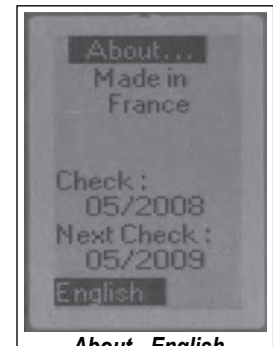 About...
Made in
France
Check :
05/2008
Next Check :
05/2009
English
About - English